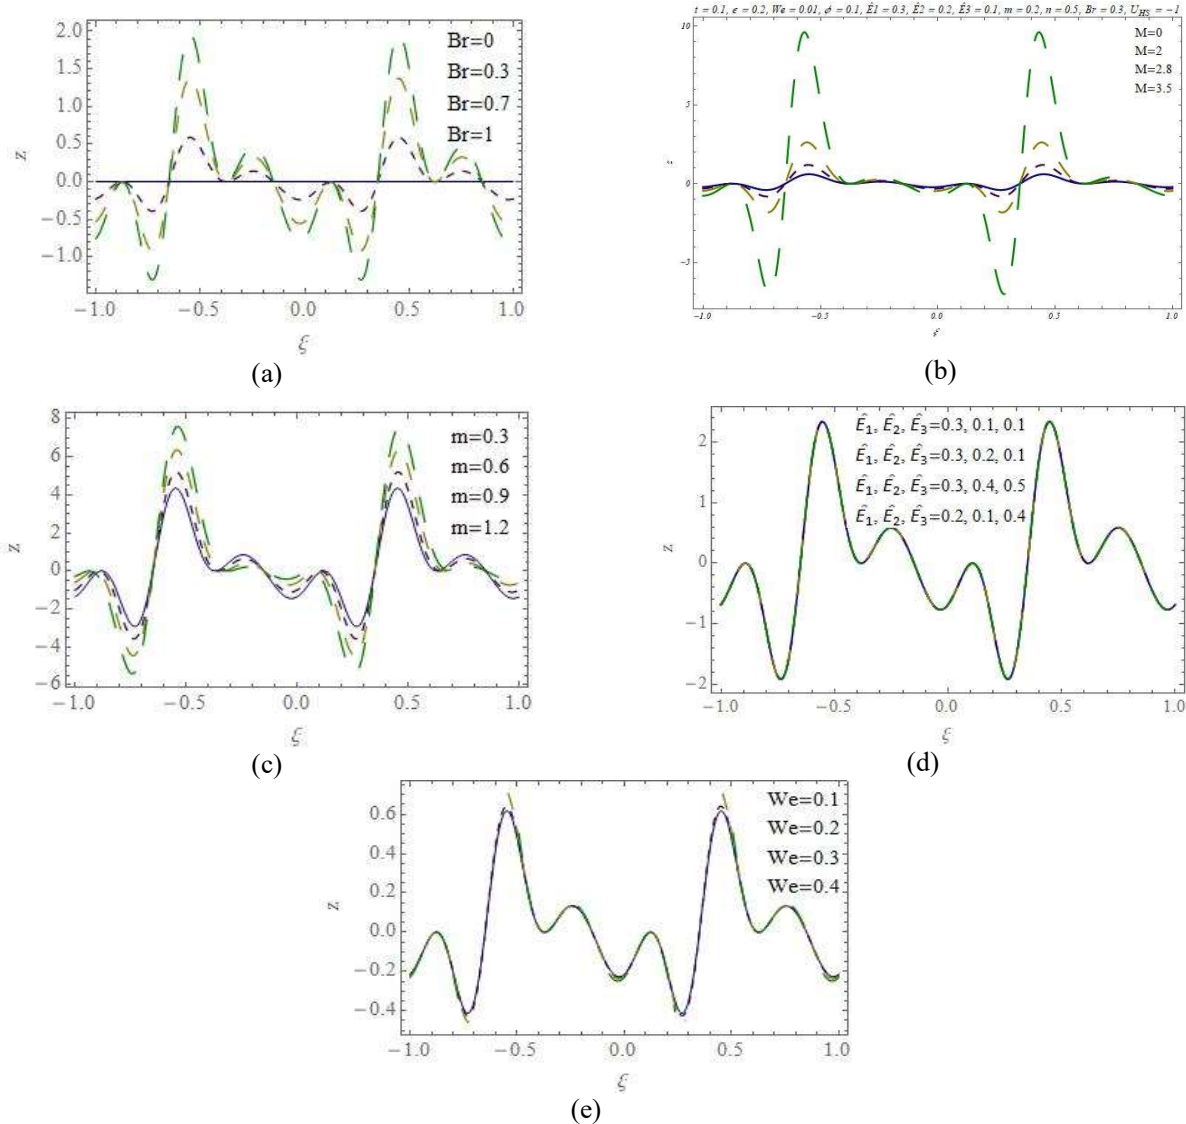 2.0
1.5
1.0
0.5
0.0
−0.5
−1.0
Z
Br=0
Br=0.3
Br=0.7
Br=1
−1.0 −0.5 0.0 0.5 1.0
ξ
(a)
t = 0.1, ϵ = 0.2, We = 0.01, ϕ = 0.1, Ê1 = 0.3, Ê2 = 0.2, Ê3 = 0.1, m = 0.2, n = 0.5, Br = 0.3, U_HS = −1
10
5
0
−5
M=0
M=2
M=2.8
M=3.5
−1.0 −0.5 0.0 0.5 1.0
ξ
(b)
8
6
4
2
0
−2
−4
−6
Z
m=0.3
m=0.6
m=0.9
m=1.2
−1.0 −0.5 0.0 0.5 1.0
ξ
(c)
2
1
0
−1
−2
Z
Ê₁, Ê₂, Ê₃=0.3, 0.1, 0.1
Ê₁, Ê₂, Ê₃=0.3, 0.2, 0.1
Ê₁, Ê₂, Ê₃=0.3, 0.4, 0.5
Ê₁, Ê₂, Ê₃=0.2, 0.1, 0.4
−1.0 −0.5 0.0 0.5 1.0
ξ
(d)
0.6
0.4
0.2
0.0
−0.2
−0.4
Z
We=0.1
We=0.2
We=0.3
We=0.4
−1.0 −0.5 0.0 0.5 1.0
ξ
(e)